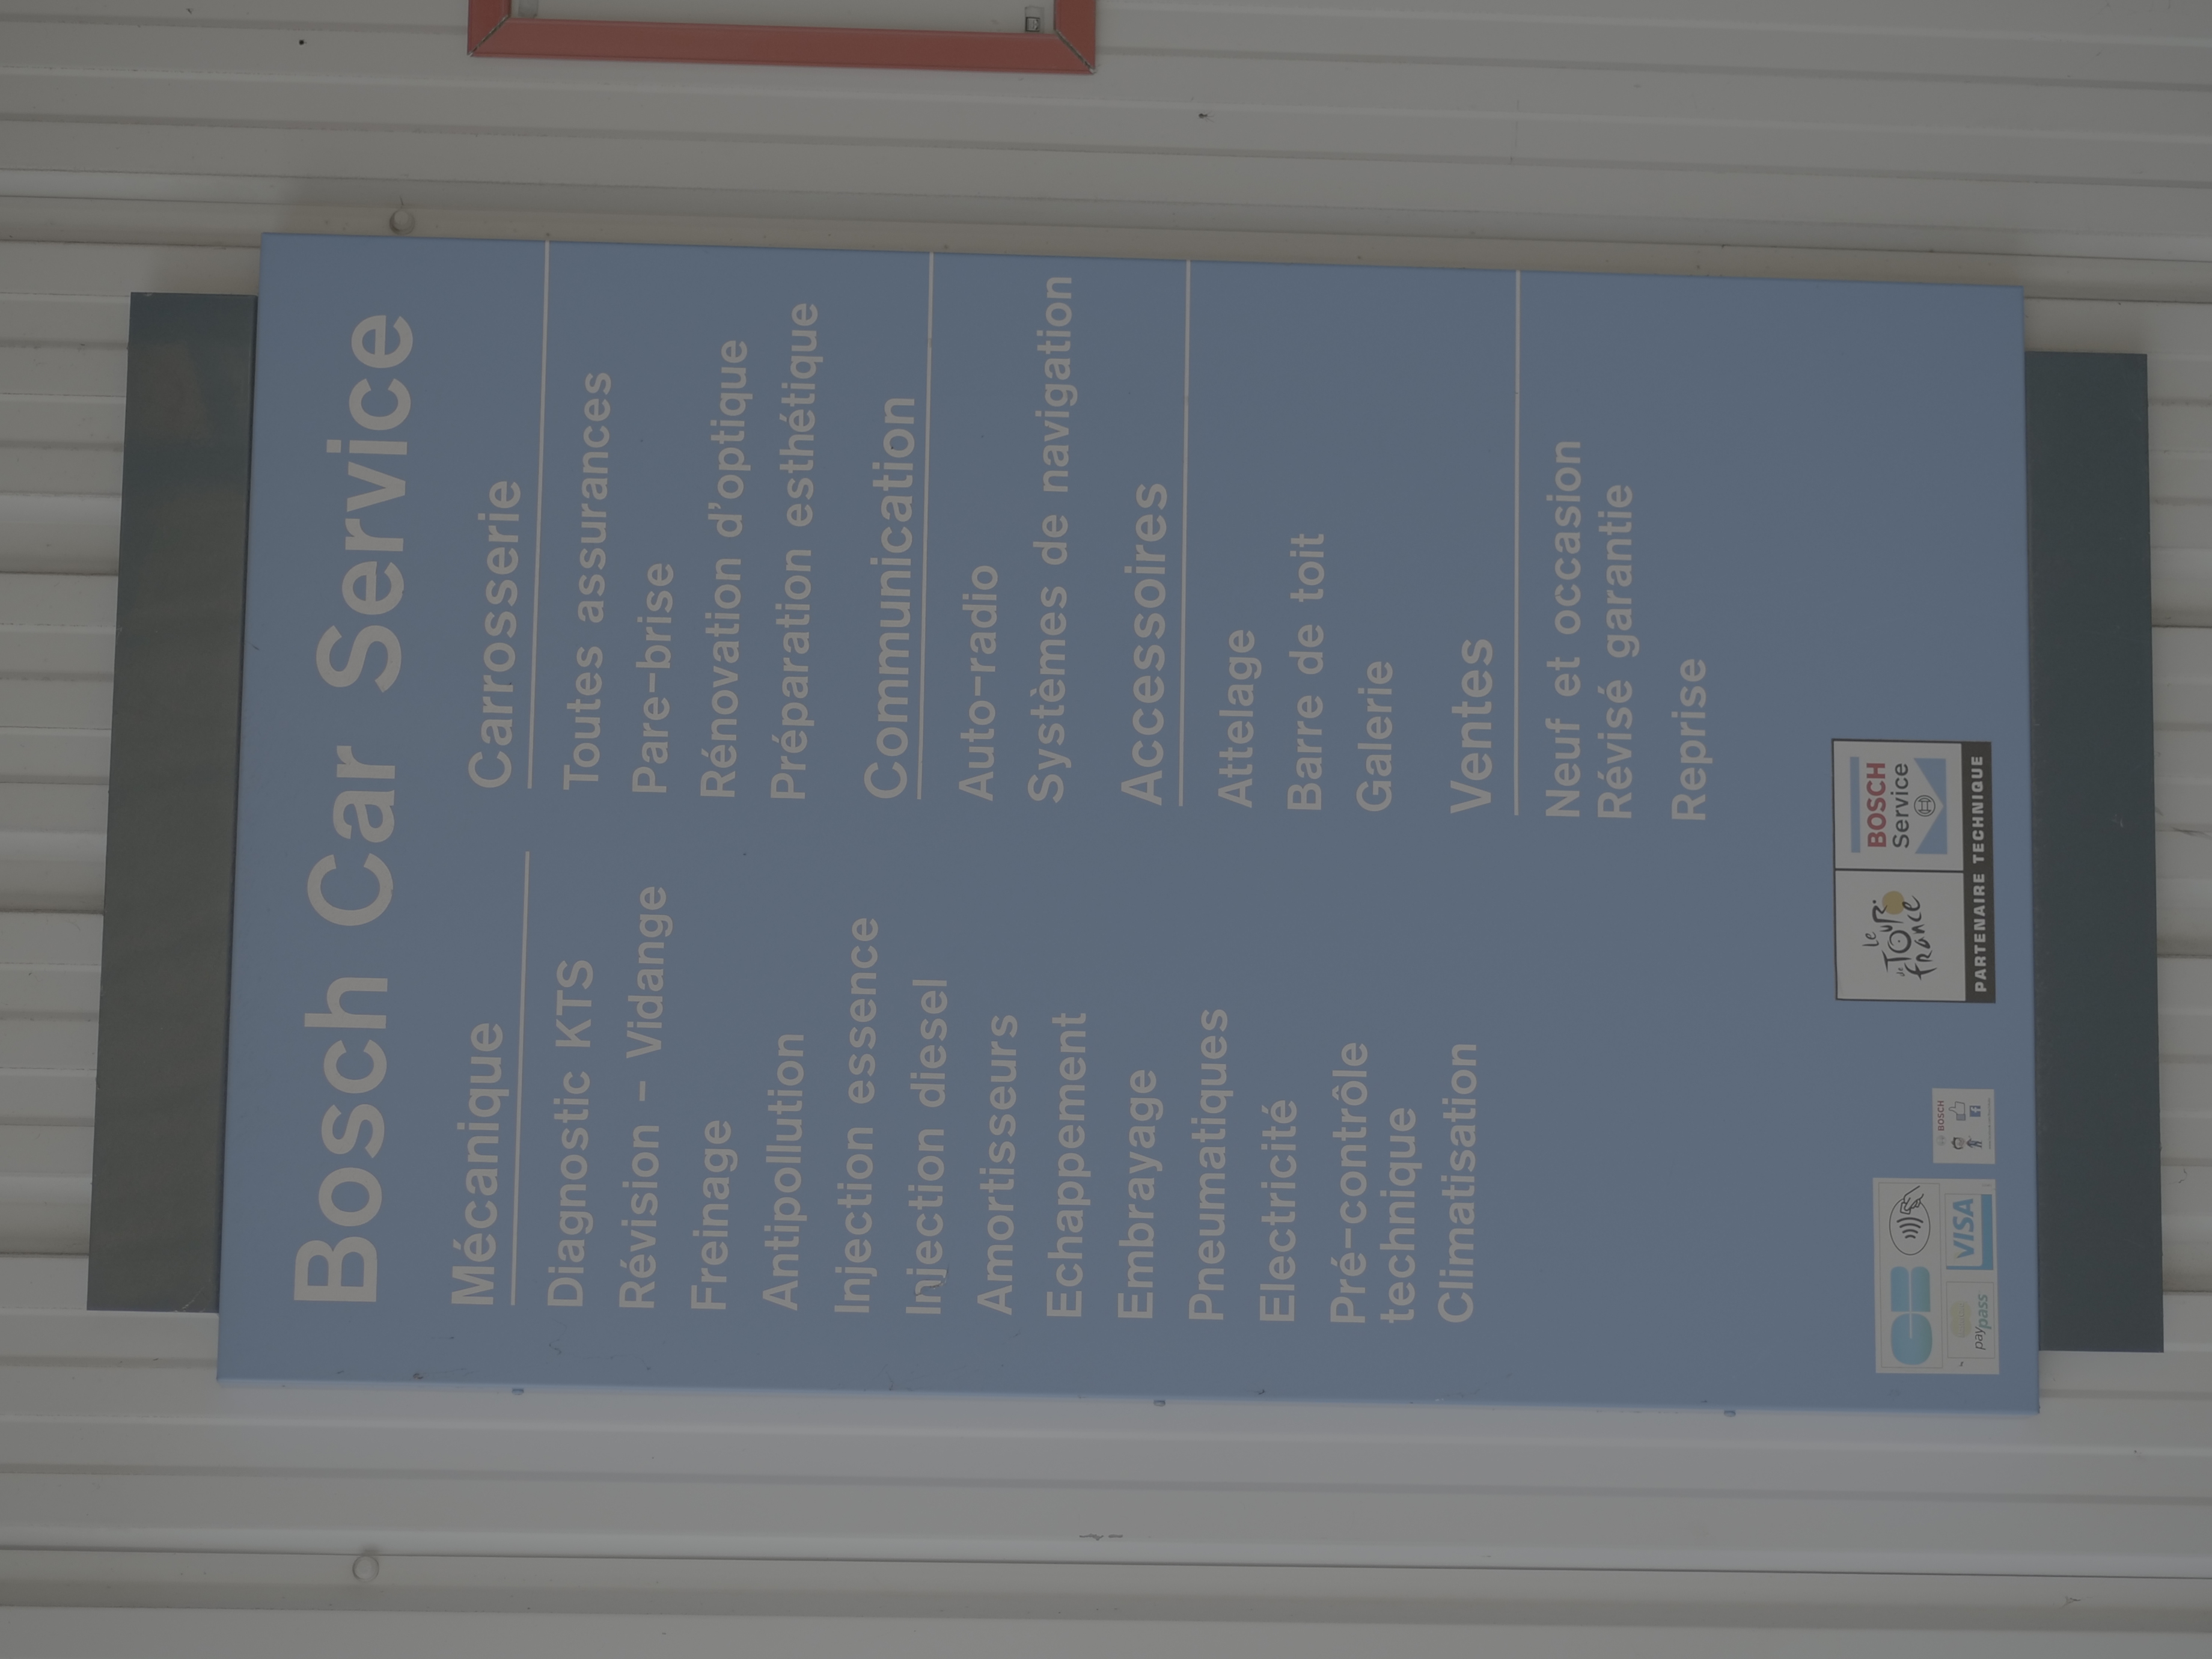 Bosch Car Service
Mécanique
Diagnostic KTS
Révision - Vidange
Freinage
Antipollution
Injection essence
Injection diesel
Amortisseurs
Echappement
Embrayage
Pneumatiques
Electricité
Pré-contrôle
technique
Climatisation
Carrosserie
Toutes assurances
Pare-brise
Rénovation d'optique
Préparation esthétique
Communication
Auto-radio
Systèmes de navigation
Accessoires
Attelage
Barre de toit
Galerie
Ventes
Neuf et occasion
Révisé garantie
Reprise
CB
paypass
VISA
BOSCH
Le
TOUR
de
france
BOSCH
Service
PARTENAIRE TECHNIQUE